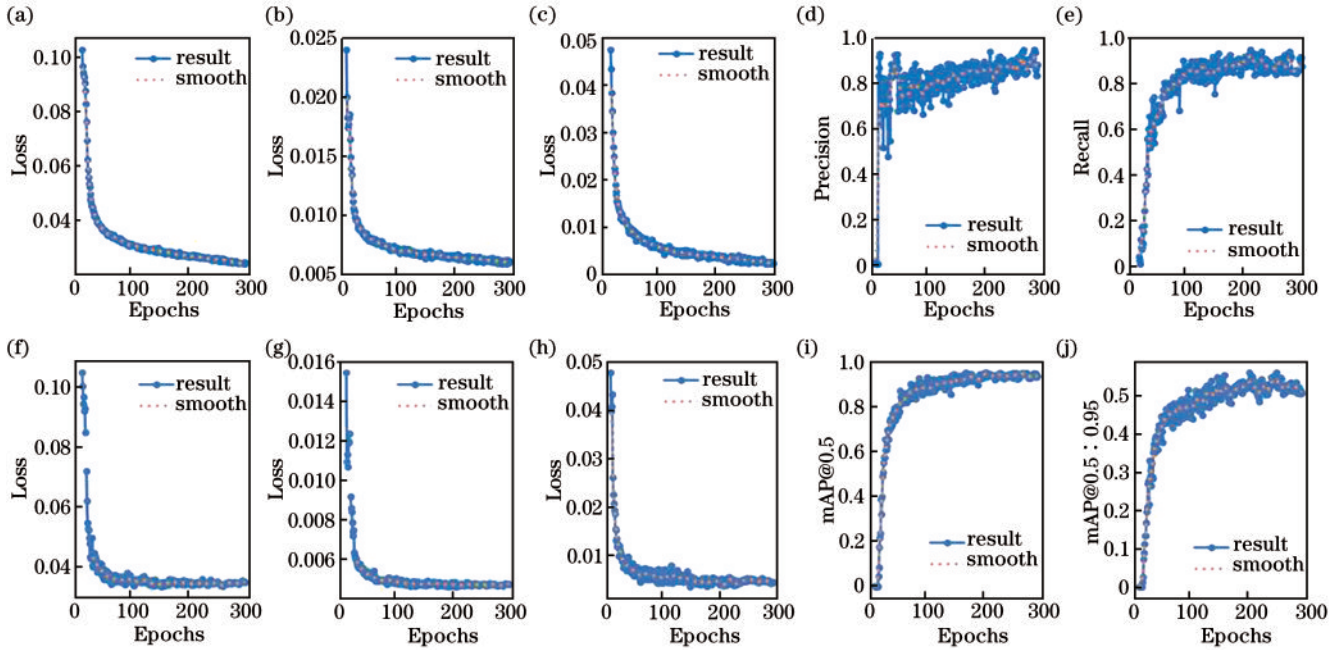 (a)
0.10
0.08
0.06
0.04
Loss
100
200
300
0
Epochs
result
smooth
(b)
0.025
0.020
0.015
0.010
0.005
Loss
0
100
200
300
Epochs
result
smooth
(c)
0.05
0.04
0.03
0.02
0.01
0
Loss
0
100
200
300
Epochs
result
smooth
(d)
1.0
0.8
0.6
0.4
0.2
0
Precision
0
100
200
300
Epochs
result
smooth
(e)
1.0
0.8
0.6
0.4
0.2
0
Recall
0
100
200
300
Epochs
result
smooth
(f)
0.10
0.08
0.06
0.04
Loss
0
100
200
300
Epochs
result
smooth
(g)
0.016
0.014
0.012
0.010
0.008
0.006
Loss
0
100
200
300
Epochs
result
smooth
(h)
0.05
0.04
0.03
0.02
0.01
Loss
0
100
200
300
Epochs
result
smooth
(i)
1.0
0.8
0.6
0.4
0.2
0
mAP@0.5
0
100
200
300
Epochs
result
smooth
(j)
0.5
0.4
0.3
0.2
0.1
0
mAP@0.5：0.95
0
100
200
300
Epochs
result
smooth